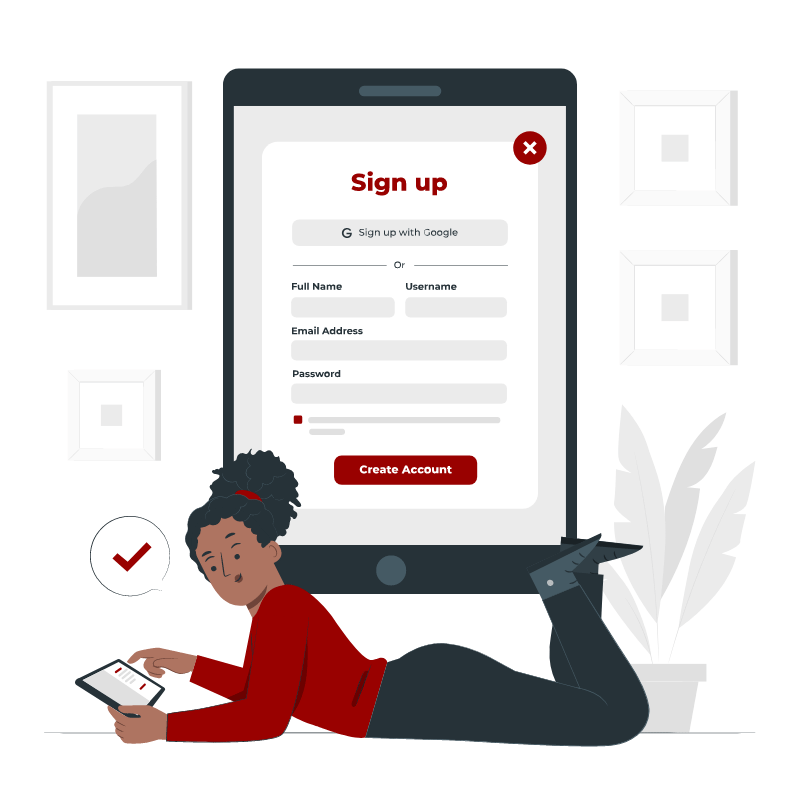 Sign up
G Sign up with Google
Or
Full Name Username
Email Address
Password
Create Account